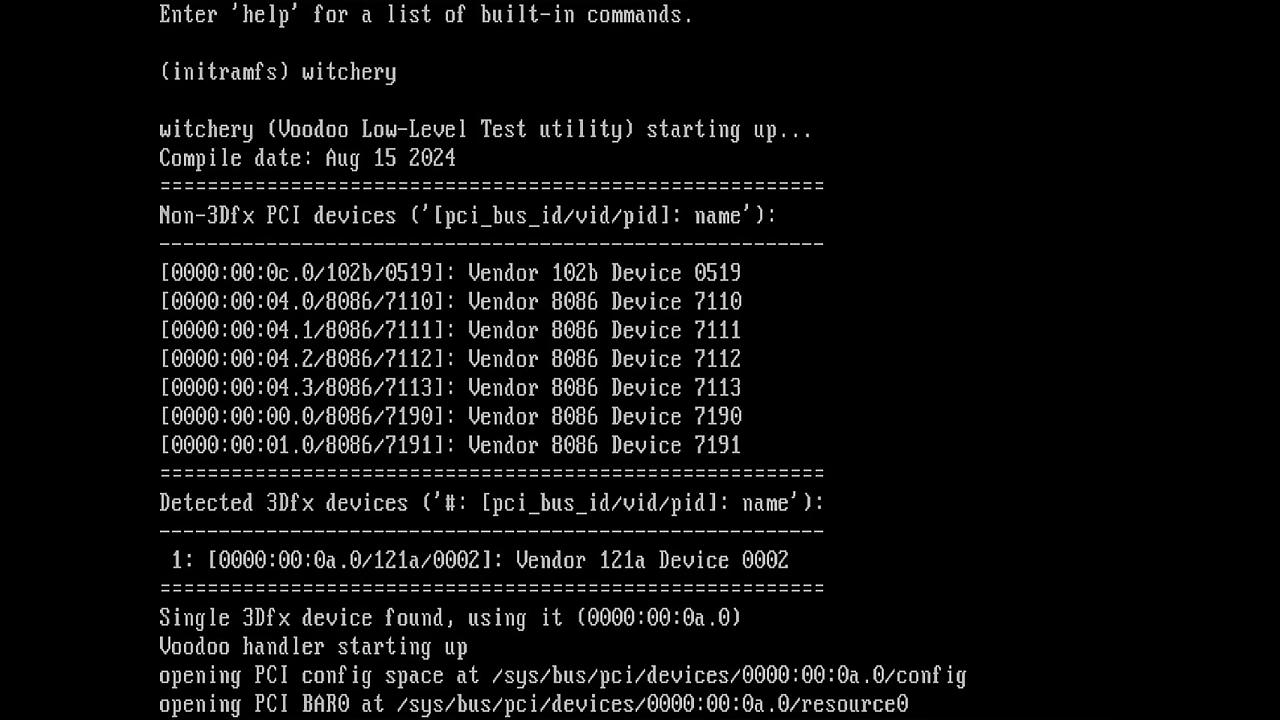 Enter 'help' for a list of built-in commands.
(initramfs) witchery
witchery (Voodoo Low-Level Test utility) starting up...
Compile date: Aug 15 2024
========================================================
Non-3Dfx PCI devices ('[pci_bus_id/vid/pid]: name'):
--------------------------------------------------------
[0000:00:0c.0/102b/0519]: Vendor 102b Device 0519
[0000:00:04.0/8086/7110]: Vendor 8086 Device 7110
[0000:00:04.1/8086/7111]: Vendor 8086 Device 7111
[0000:00:04.2/8086/7112]: Vendor 8086 Device 7112
[0000:00:04.3/8086/7113]: Vendor 8086 Device 7113
[0000:00:00.0/8086/7190]: Vendor 8086 Device 7190
[0000:00:01.0/8086/7191]: Vendor 8086 Device 7191
========================================================
Detected 3Dfx devices ('#: [pci_bus_id/vid/pid]: name'):
--------------------------------------------------------
1: [0000:00:0a.0/121a/0002]: Vendor 121a Device 0002
========================================================
Single 3Dfx device found, using it (0000:00:0a.0)
Voodoo handler starting up
opening PCI config space at /sys/bus/pci/devices/0000:00:0a.0/config
opening PCI BAR0 at /sys/bus/pci/devices/0000:00:0a.0/resource0